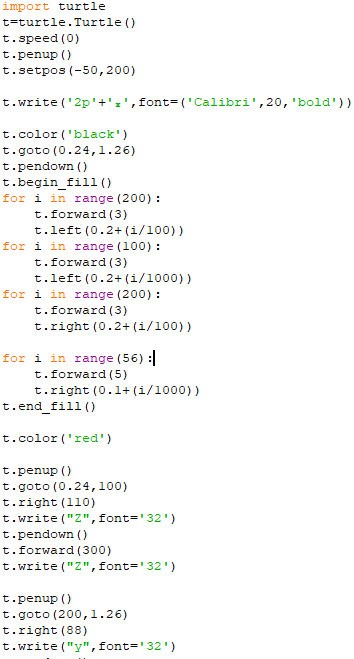 import turtle
t=turtle.Turtle()
t.speed(0)
t.penup()
t.setpos(-50,200)
t.write('2p'+'ᵪ',font=('Calibri',20,'bold'))
t.color('black')
t.goto(0.24,1.26)
t.pendown()
t.begin_fill()
for i in range(200):
    t.forward(3)
    t.left(0.2+(i/100))
for i in range(100):
    t.forward(3)
    t.left(0.2+(i/1000))
for i in range(200):
    t.forward(3)
    t.right(0.2+(i/100))
for i in range(56):
    t.forward(5)
    t.right(0.1+(i/1000))
t.end_fill()
t.color('red')
t.penup()
t.goto(0.24,100)
t.right(110)
t.write("Z",font='32')
t.pendown()
t.forward(300)
t.write("Z",font='32')
t.penup()
t.goto(200,1.26)
t.right(88)
t.write("y",font='32')